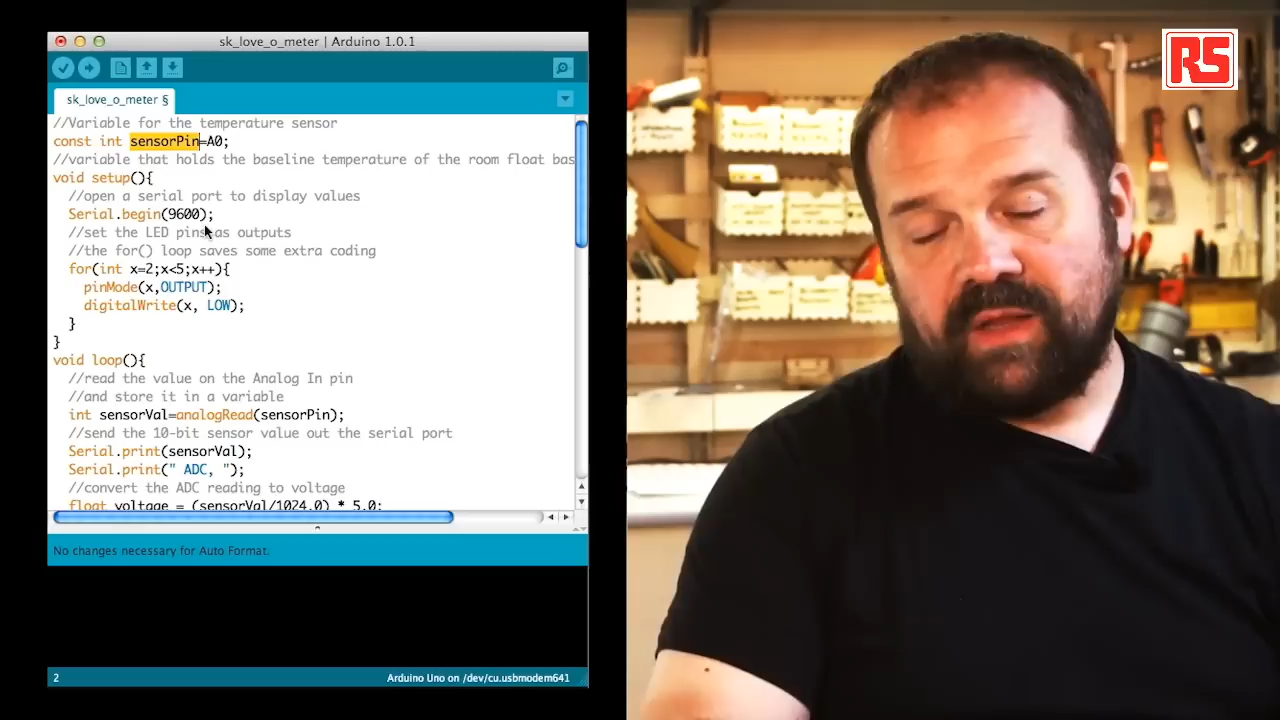 sk_love_o_meter | Arduino 1.0.1
sk_love_o_meter §
//Variable for the temperature sensor
const int sensorPin=A0;
//variable that holds the baseline temperature of the room float bas
void setup(){
//open a serial port to display values
Serial.begin(9600);
//set the LED pins as outputs
//the for() loop saves some extra coding
for(int x=2;x<5;x++){
pinMode(x,OUTPUT);
digitalWrite(x, LOW);
}
}
void loop(){
//read the value on the Analog In pin
//and store it in a variable
int sensorVal=analogRead(sensorPin);
//send the 10-bit sensor value out the serial port
Serial.print(sensorVal);
Serial.print(" ADC, ");
//convert the ADC reading to voltage
float voltage = (sensorVal/1024.0) * 5.0;
No changes necessary for Auto Format.
2
Arduino Uno on /dev/cu.usbmodem641
RS